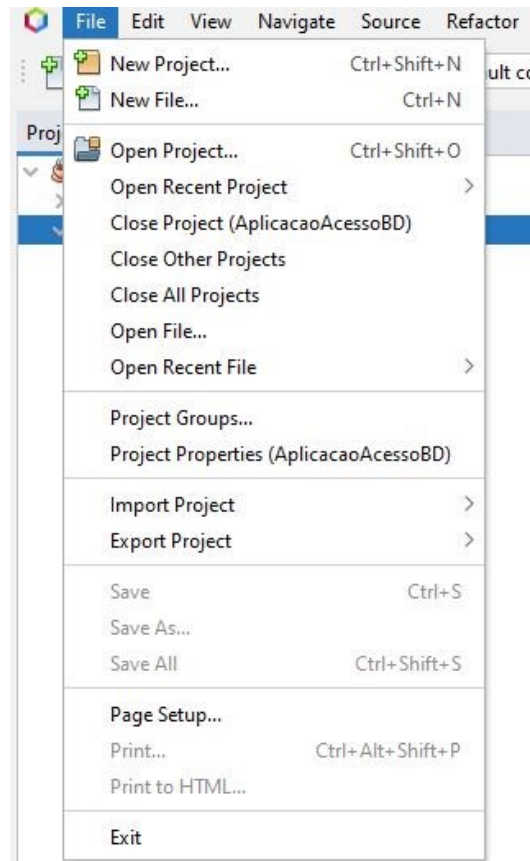 File Edit View Navigate Source Refactor
New Project... Ctrl+Shift+N
New File... Ctrl+N
Open Project... Ctrl+Shift+O
Open Recent Project
Close Project (AplicacaoAcessoBD)
Close Other Projects
Close All Projects
Open File...
Open Recent File
Project Groups...
Project Properties (AplicacaoAcessoBD)
Import Project
Export Project
Save Ctrl+S
Save As...
Save All Ctrl+Shift+S
Page Setup...
Print... Ctrl+Alt+Shift+P
Print to HTML...
Exit